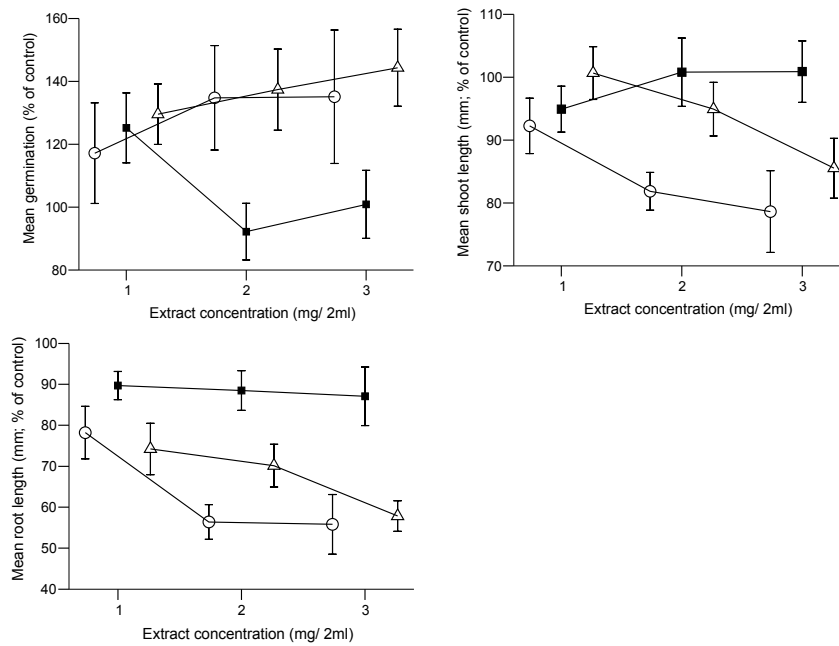 160
140
120
100
80
Mean germination (% of control)
1 2 3
Extract concentration (mg/ 2ml)
110
100
90
80
70
Mean shoot length (mm; % of control)
1 2 3
Extract concentration (mg/ 2ml)
100
90
80
70
60
50
40
Mean root length (mm; % of control)
1 2 3
Extract concentration (mg/ 2ml)